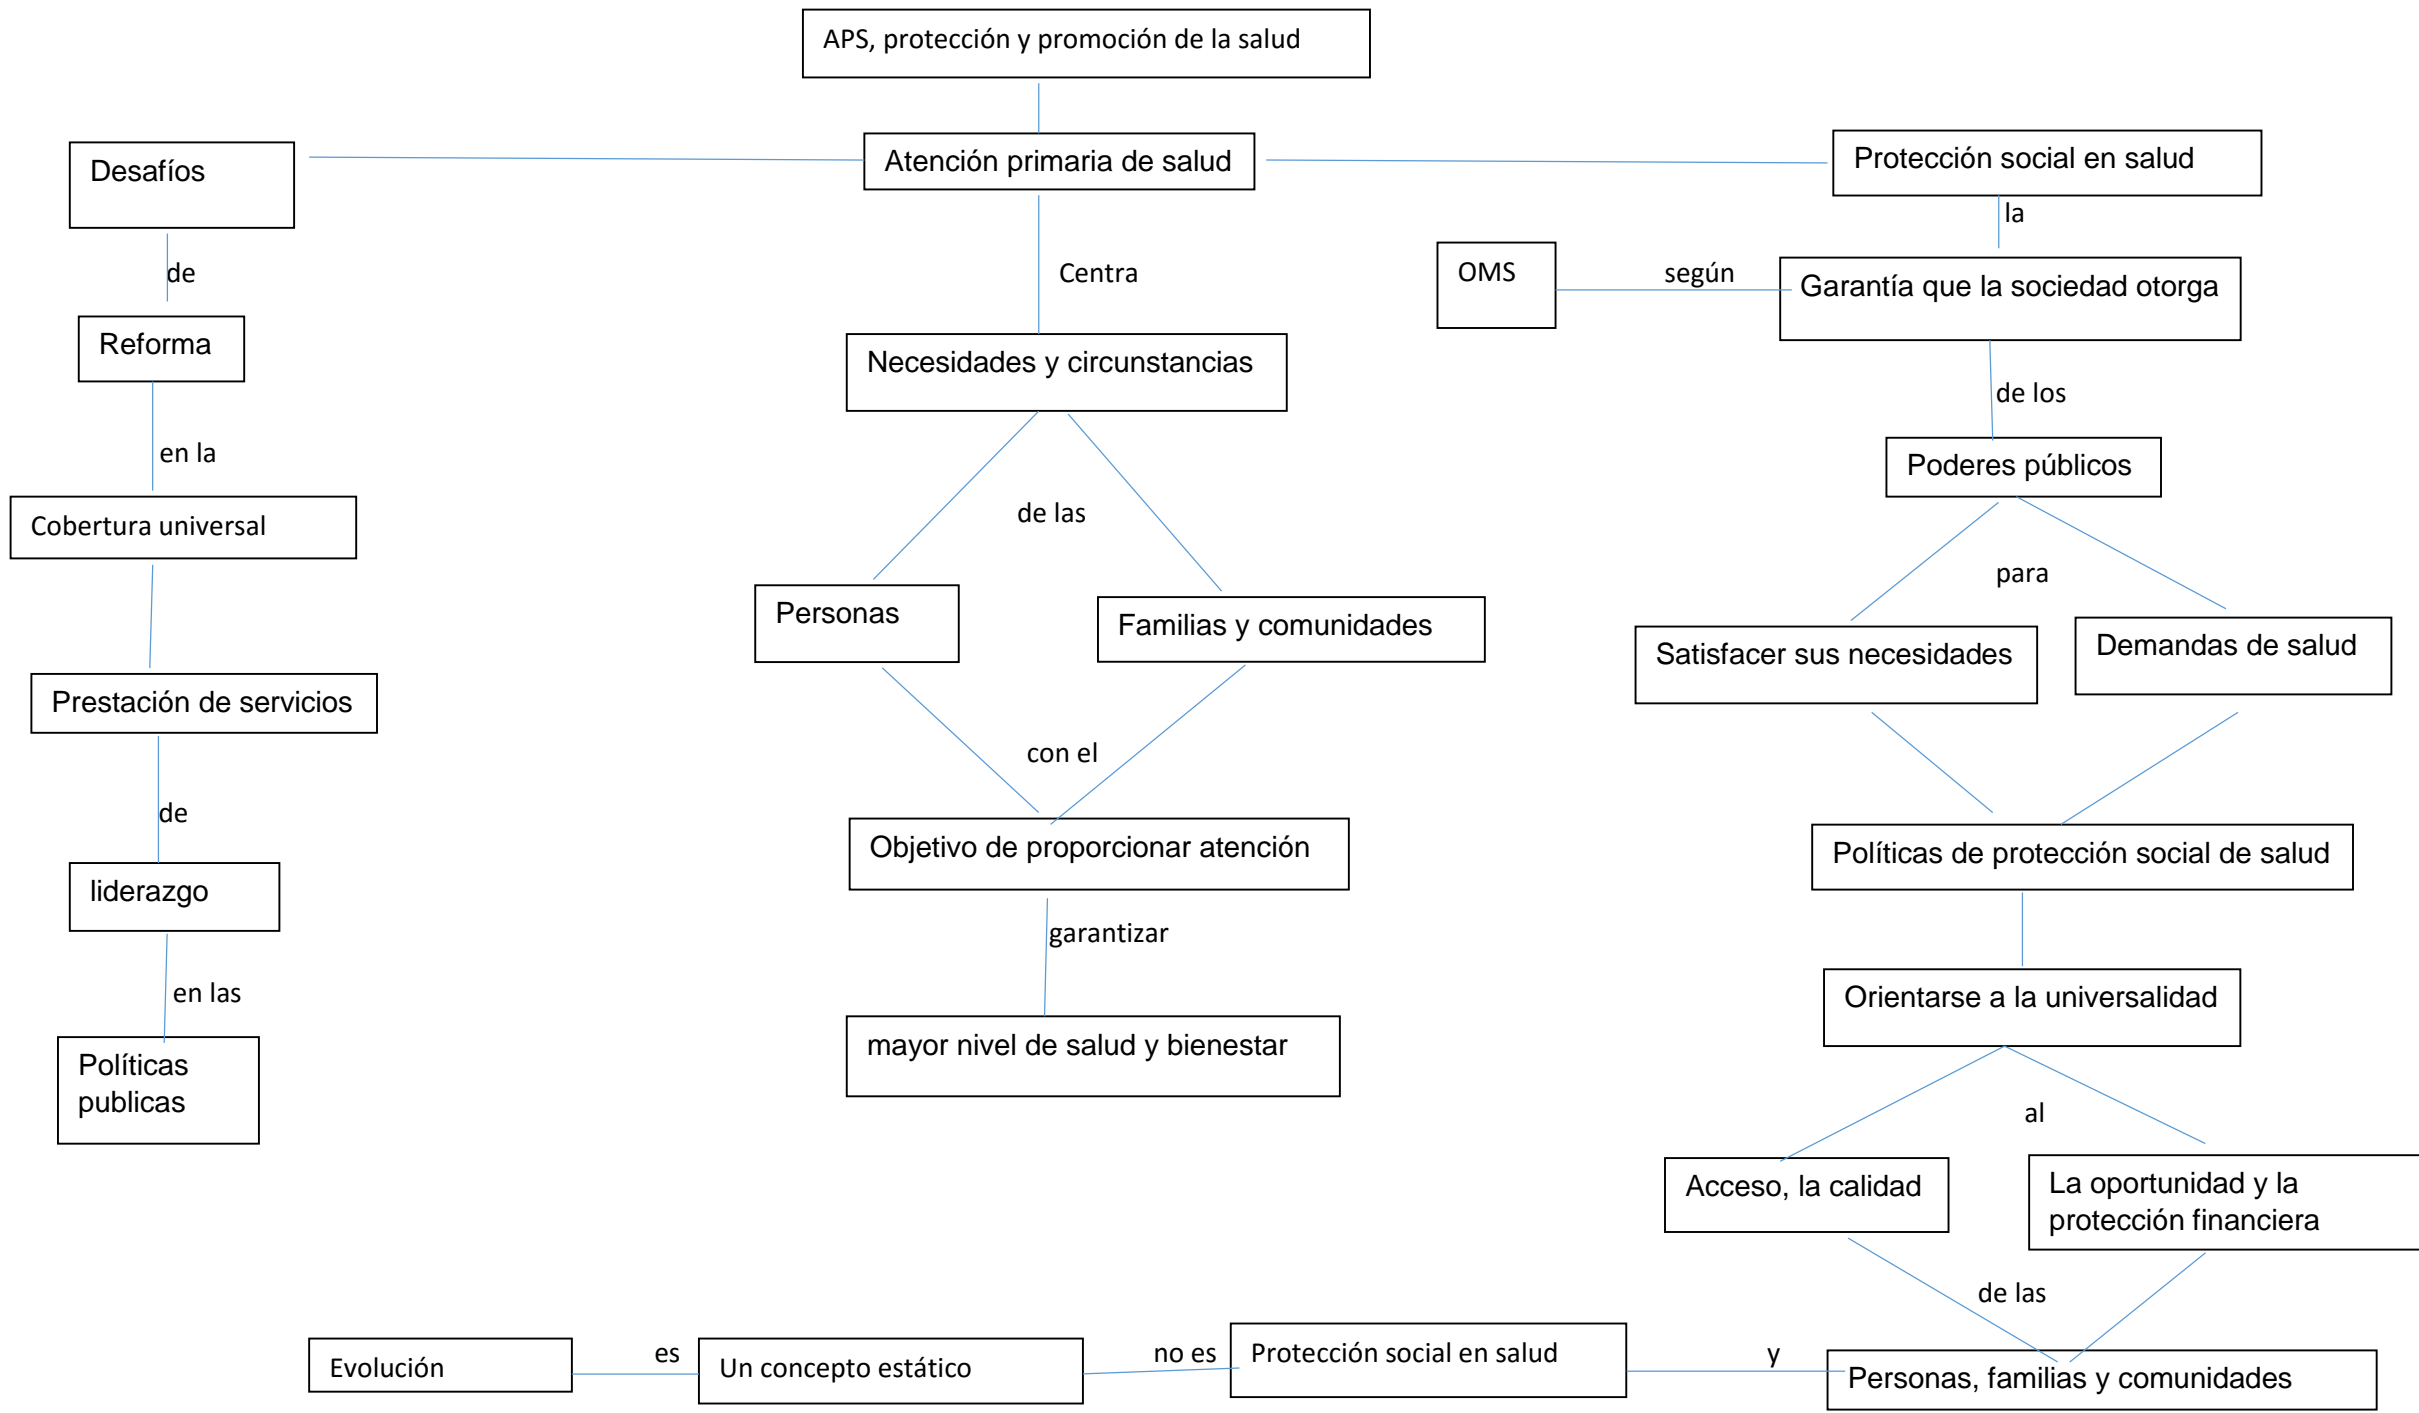 APS, protección y promoción de la salud
Desafíos
Atención primaria de salud
Protección social en salud
la
de
Centra
OMS
según
Garantía que la sociedad otorga
Reforma
Necesidades y circunstancias
de los
en la
Poderes públicos
Cobertura universal
de las
para
Personas
Familias y comunidades
Satisfacer sus necesidades
Demandas de salud
Prestación de servicios
con el
de
Objetivo de proporcionar atención
Políticas de protección social de salud
liderazgo
garantizar
en las
Orientarse a la universalidad
mayor nivel de salud y bienestar
Políticas
publicas
al
Acceso, la calidad
La oportunidad y la
protección financiera
de las
Evolución
es
Un concepto estático
no es
Protección social en salud
y
Personas, familias y comunidades